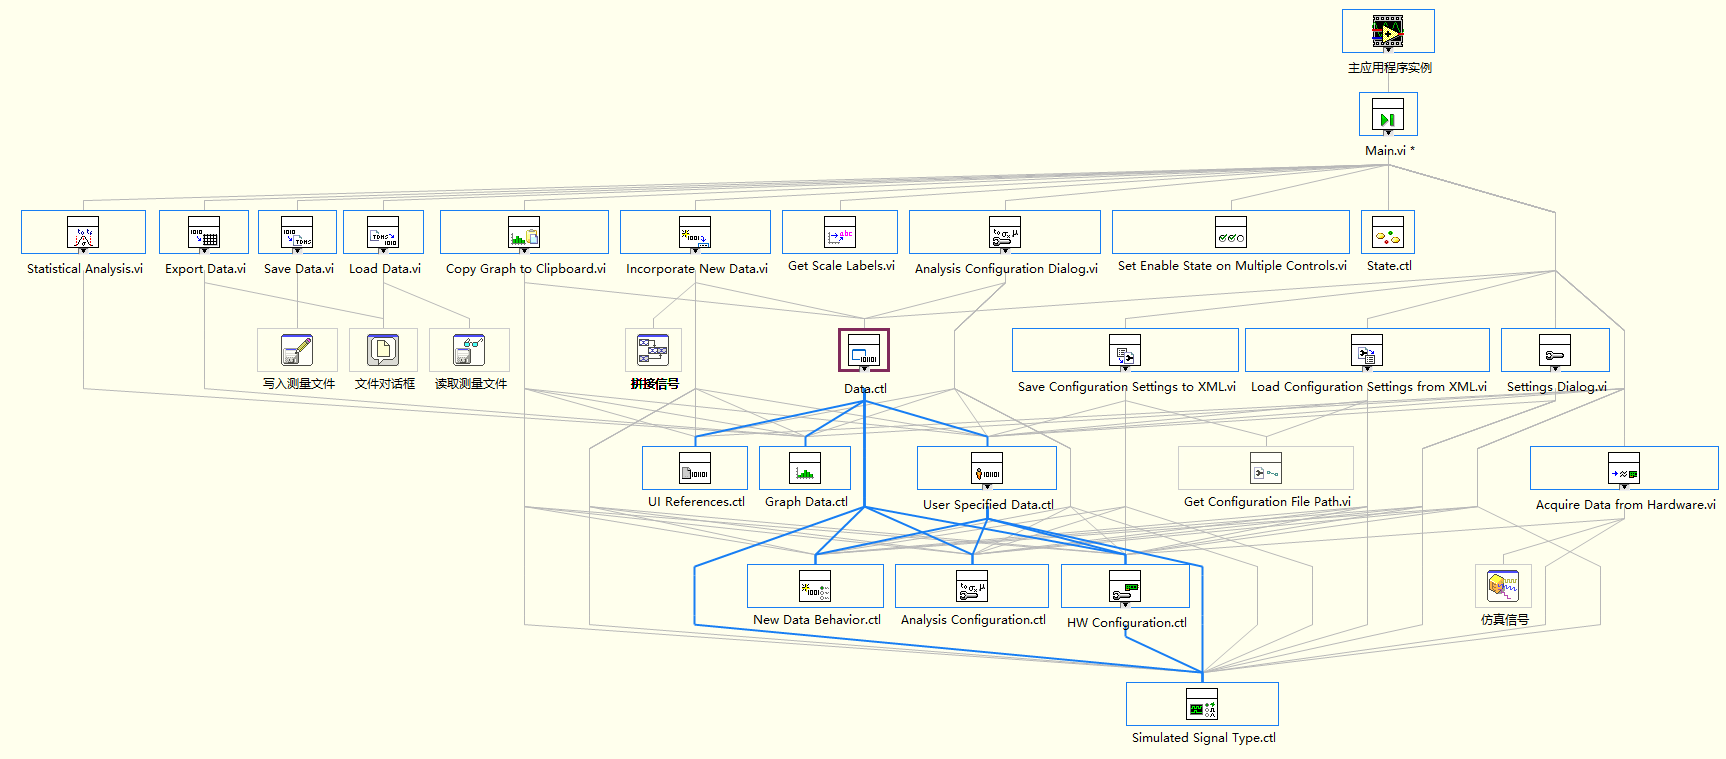 主应用程序实例
Main.vi *
Statistical Analysis.vi
Export Data.vi
Save Data.vi
Load Data.vi
Copy Graph to Clipboard.vi
Incorporate New Data.vi
Get Scale Labels.vi
Analysis Configuration Dialog.vi
Set Enable State on Multiple Controls.vi
State.ctl
写入测量文件
文件对话框
读取测量文件
拼接信号
Data.ctl
Save Configuration Settings to XML.vi
Load Configuration Settings from XML.vi
Settings Dialog.vi
UI References.ctl
Graph Data.ctl
User Specified Data.ctl
Get Configuration File Path.vi
Acquire Data from Hardware.vi
New Data Behavior.ctl
Analysis Configuration.ctl
HW Configuration.ctl
仿真信号
Simulated Signal Type.ctl